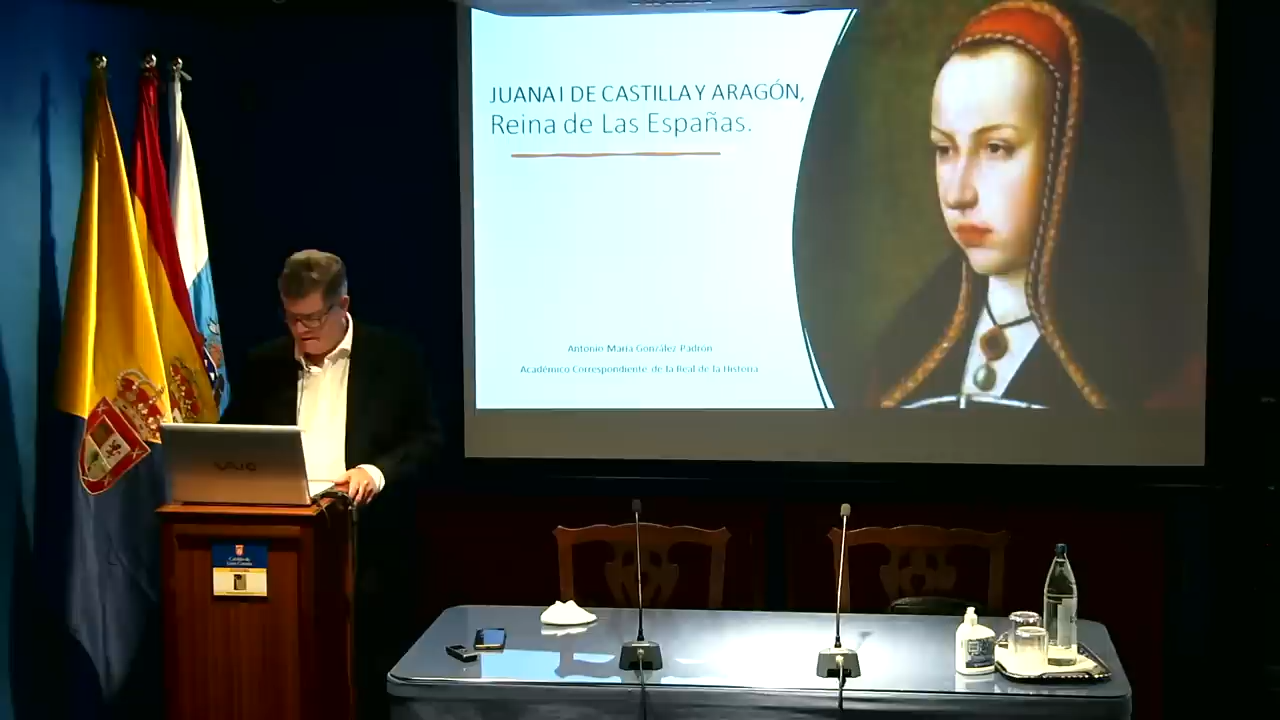 JUANA I DE CASTILLA Y ARAGÓN,
Reina de Las Españas.
Antonio María González Padrón
Académico Correspondiente de la Real de la Historia
VAIO